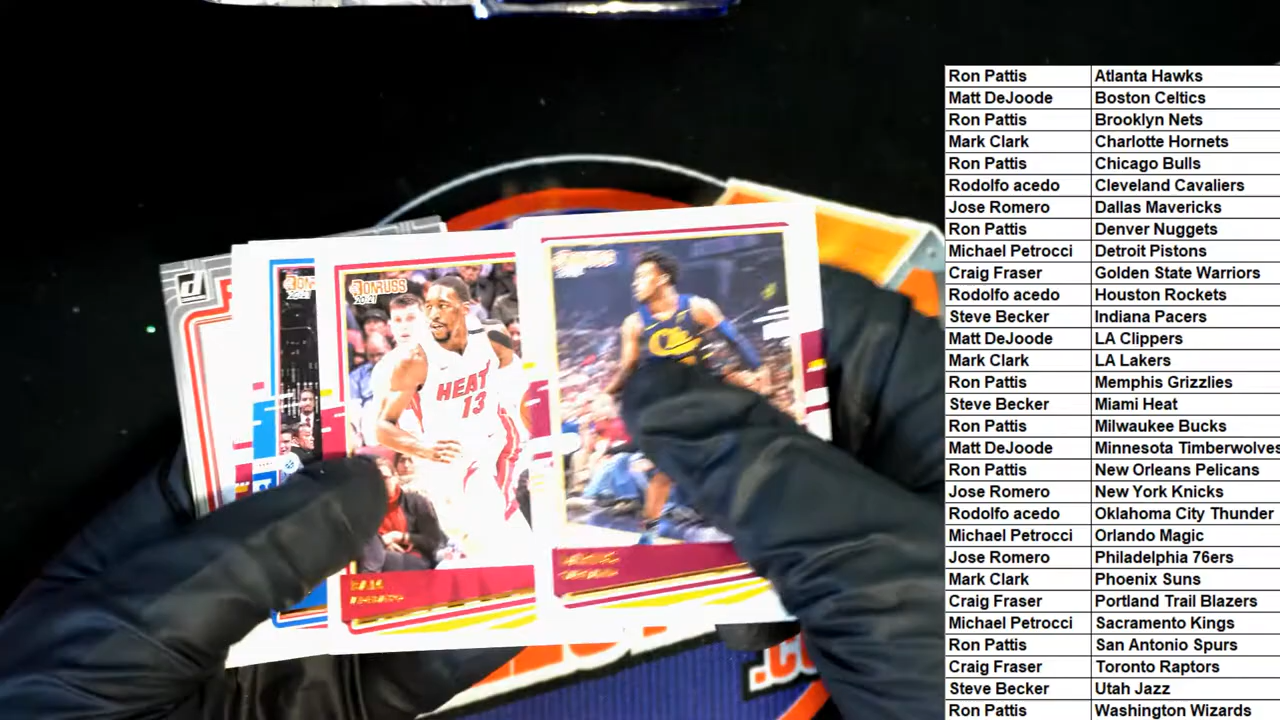 Ron Pattis Atlanta Hawks
Matt DeJoode Boston Celtics
Ron Pattis Brooklyn Nets
Mark Clark Charlotte Hornets
Ron Pattis Chicago Bulls
Rodolfo acedo Cleveland Cavaliers
Jose Romero Dallas Mavericks
Ron Pattis Denver Nuggets
Michael Petrocci Detroit Pistons
Craig Fraser Golden State Warriors
Rodolfo acedo Houston Rockets
Steve Becker Indiana Pacers
Matt DeJoode LA Clippers
Mark Clark LA Lakers
Ron Pattis Memphis Grizzlies
Steve Becker Miami Heat
Ron Pattis Milwaukee Bucks
Matt DeJoode Minnesota Timberwolves
Ron Pattis New Orleans Pelicans
Jose Romero New York Knicks
Rodolfo acedo Oklahoma City Thunder
Michael Petrocci Orlando Magic
Jose Romero Philadelphia 76ers
Mark Clark Phoenix Suns
Craig Fraser Portland Trail Blazers
Michael Petrocci Sacramento Kings
Ron Pattis San Antonio Spurs
Craig Fraser Toronto Raptors
Steve Becker Utah Jazz
Ron Pattis Washington Wizards
DONRUSS
HEAT
13